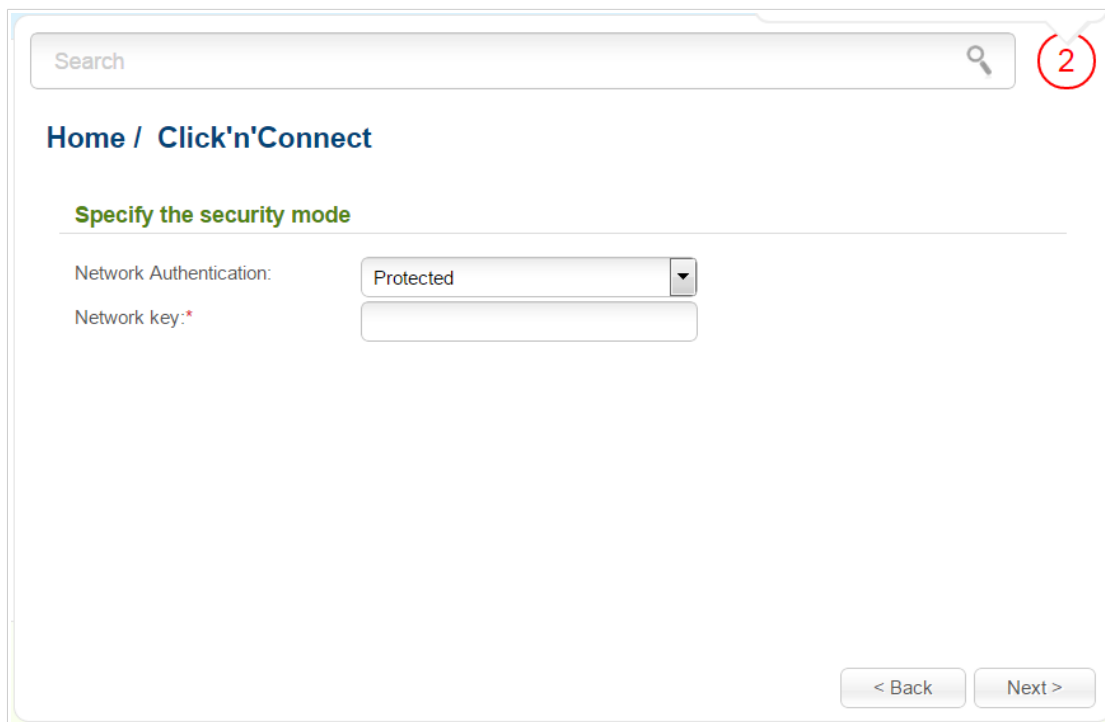 Search
2
Home / Click'n'Connect
Specify the security mode
Network Authentication: Protected
Network key:*
< Back Next >